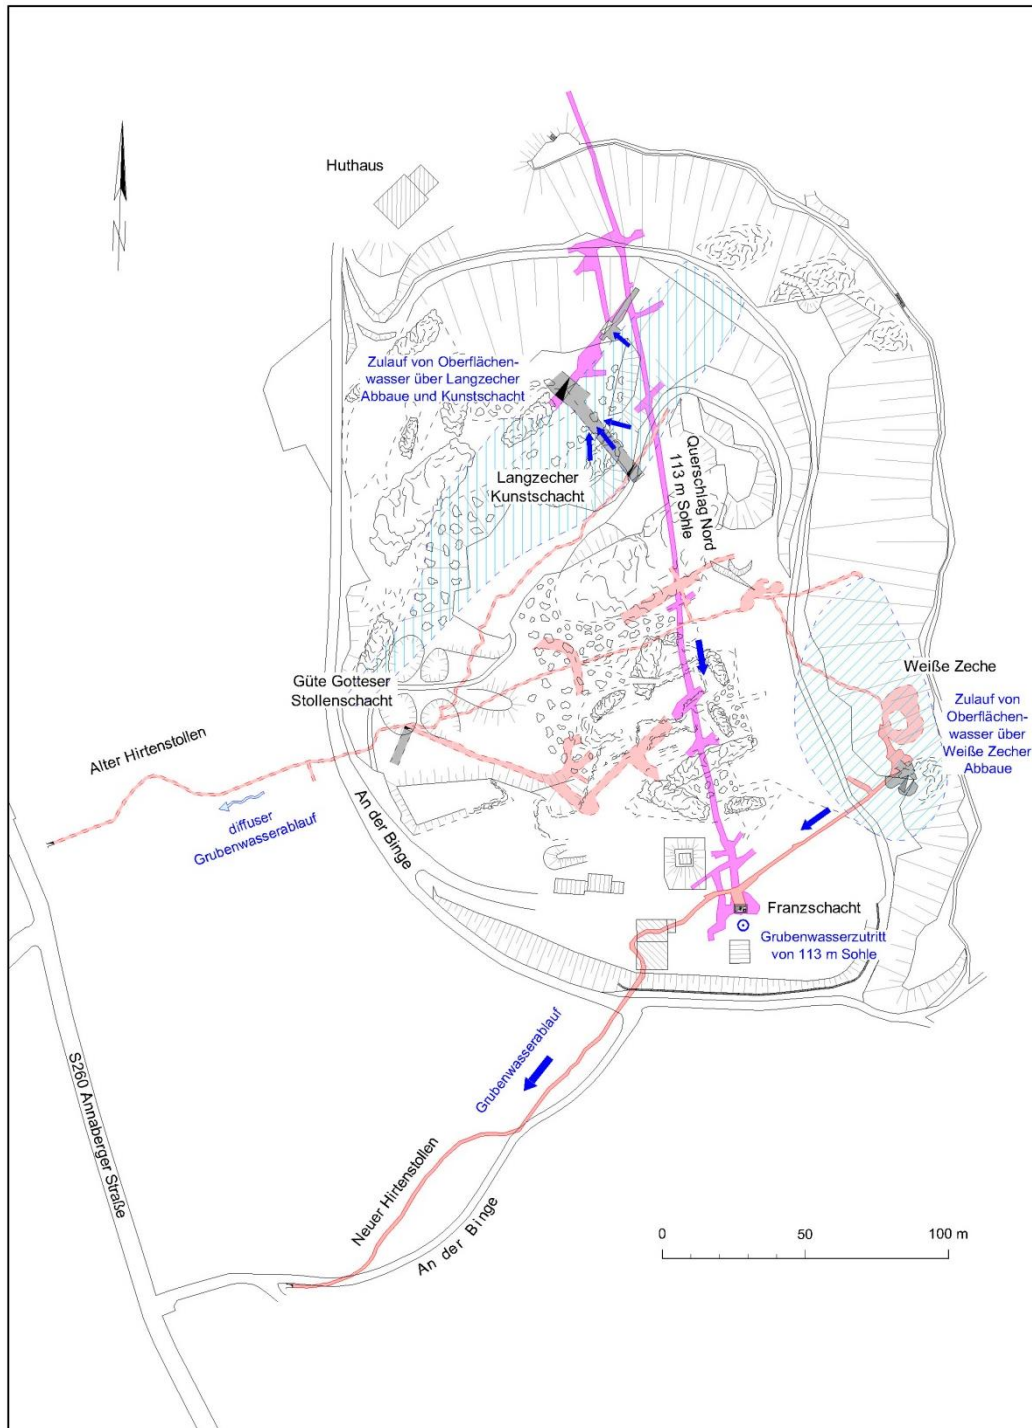 N
Huthaus
Zulauf von Oberflächen-
wasser über Langzecher
Abbaue und Kunstschacht
Langzecher
Kunstschacht
Querschlag Nord
113 m Sohle
Güte Gotteser
Stollenschacht
Weiße Zeche
Zulauf von
Oberflächen-
wasser über
Weiße Zecher
Abbaue
Alter Hirtenstollen
diffuser
Grubenwasserablauf
An der Binge
Franzschacht
Grubenwasserzutritt
von 113 m Sohle
Grubenwasserablauf
S260 Annaberger Straße
Neuer Hirtenstollen
An der Binge
0 50 100 m